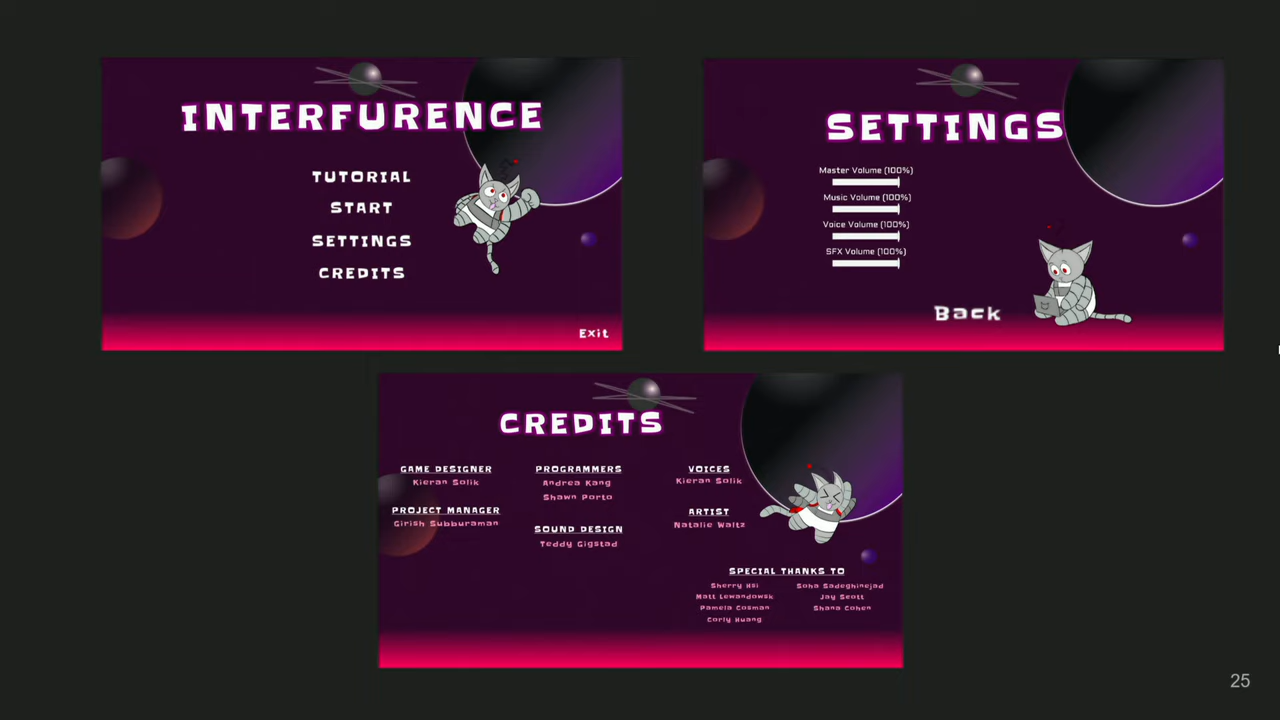 INTERFURENCE
TUTORIAL
START
SETTINGS
CREDITS
Exit
SETTINGS
Master Volume (100%)
Music Volume (100%)
Voice Volume (100%)
SFX Volume (100%)
Back
CREDITS
GAME DESIGNER
Kieran Solik
PROJECT MANAGER
Girish Subburaman
PROGRAMMERS
Andrea Kang
Shawn Porto
SOUND DESIGN
Teddy Gigstad
VOICES
Kieran Solik
ARTIST
Natalie Waltz
SPECIAL THANKS TO
Sherry Hsi
Matt Lewandowsk
Pamela Cosman
Corly Huang
Soha Sadeghinejad
Jay Scott
Shana Cohen
25